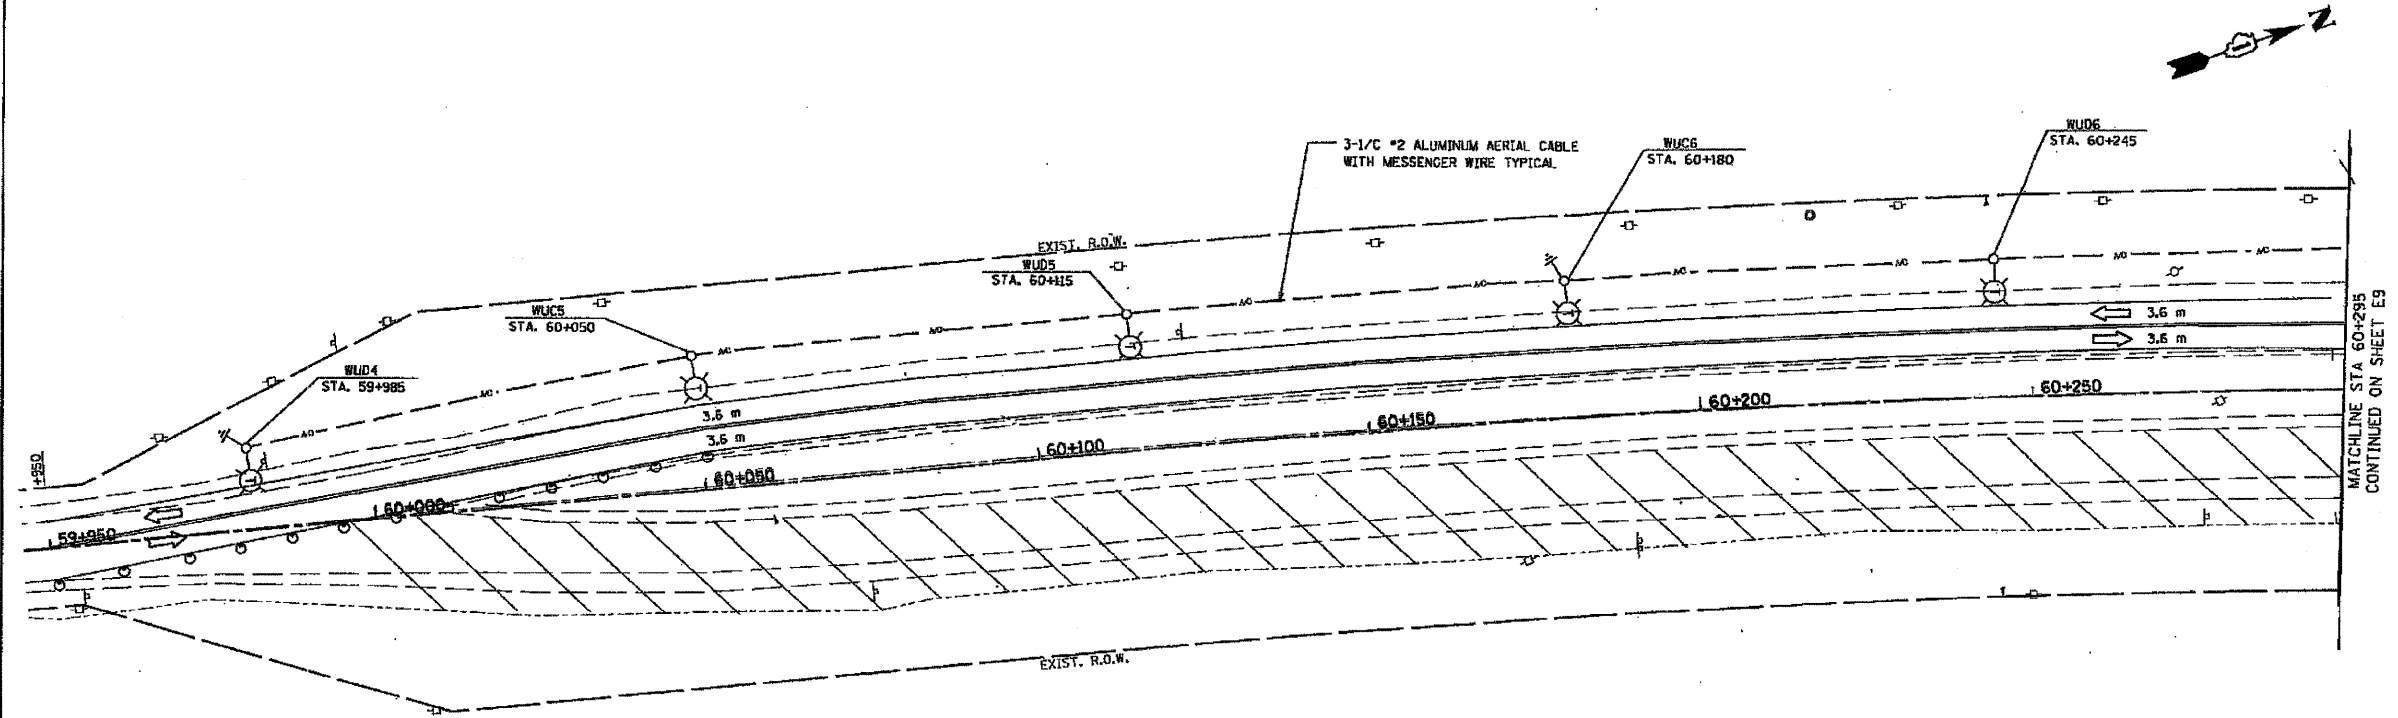 N
3-1/C #2 ALUMINUM AERIAL CABLE
WITH MESSENGER WIRE TYPICAL
WUC6
STA. 60+180
WUD6
STA. 60+245
EXIST. R.O.W.
WUD5
STA. 60+115
WUC5
STA. 60+050
WUD4
STA. 59+985
+950
3.6 m
3.6 m
3.6 m
3.6 m
59+950
60+000
60+050
60+100
60+150
60+200
60+250
MATCHLINE STA 60+295
CONTINUED ON SHEET E9
EXIST. R.O.W.